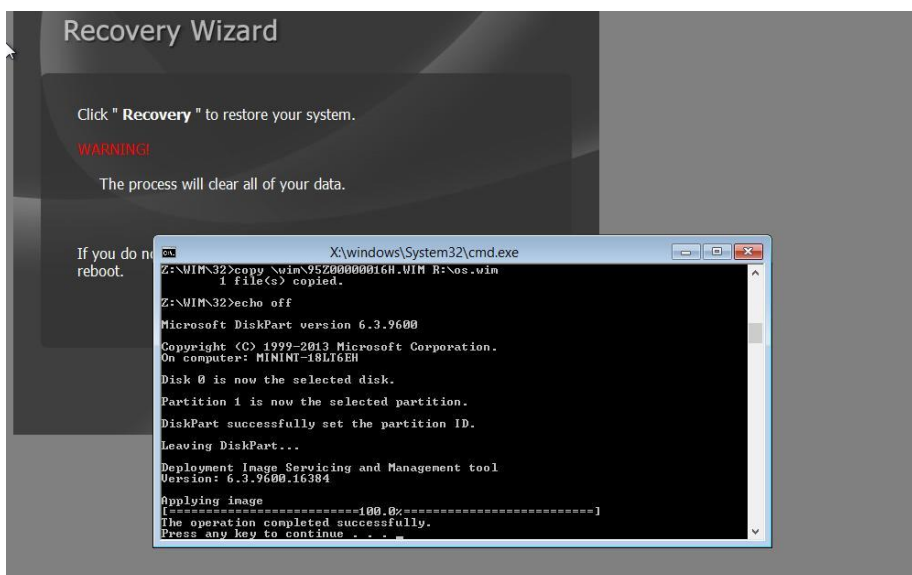 Recovery Wizard
Click " Recovery " to restore your system.
WARNING!
The process will clear all of your data.
If you do n
reboot.
X:\windows\System32\cmd.exe
Z:\WIM\32>copy \wim\95Z00000016H.WIM R:\os.wim
1 file(s) copied.
Z:\WIM\32>echo off
Microsoft DiskPart version 6.3.9600
Copyright (C) 1999-2013 Microsoft Corporation.
On computer: MININT-18LT6EH
Disk 0 is now the selected disk.
Partition 1 is now the selected partition.
DiskPart successfully set the partition ID.
Leaving DiskPart...
Deployment Image Servicing and Management tool
Version: 6.3.9600.16384
Applying image
[==========================100.0%==========================]
The operation completed successfully.
Press any key to continue . . . _